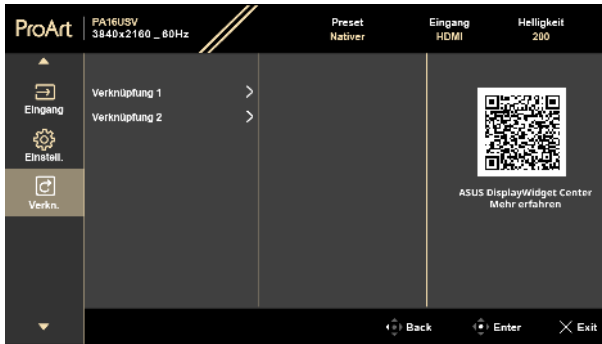 ProArt
PA16USV
3840x2160 _ 60Hz
Preset
Nativer
Eingang
HDMI
Helligkeit
200
Eingang
Einstell.
Verkn.
Verknüpfung 1
Verknüpfung 2
ASUS DisplayWidget Center
Mehr erfahren
Back
Enter
Exit